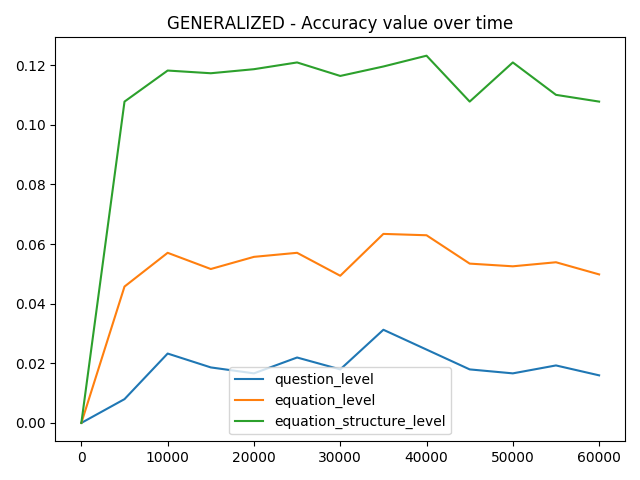 GENERALIZED - Accuracy value over time
0.12
0.10
0.08
0.06
0.04
0.02
0.00
question_level
equation_level
equation_structure_level
0 10000 20000 30000 40000 50000 60000